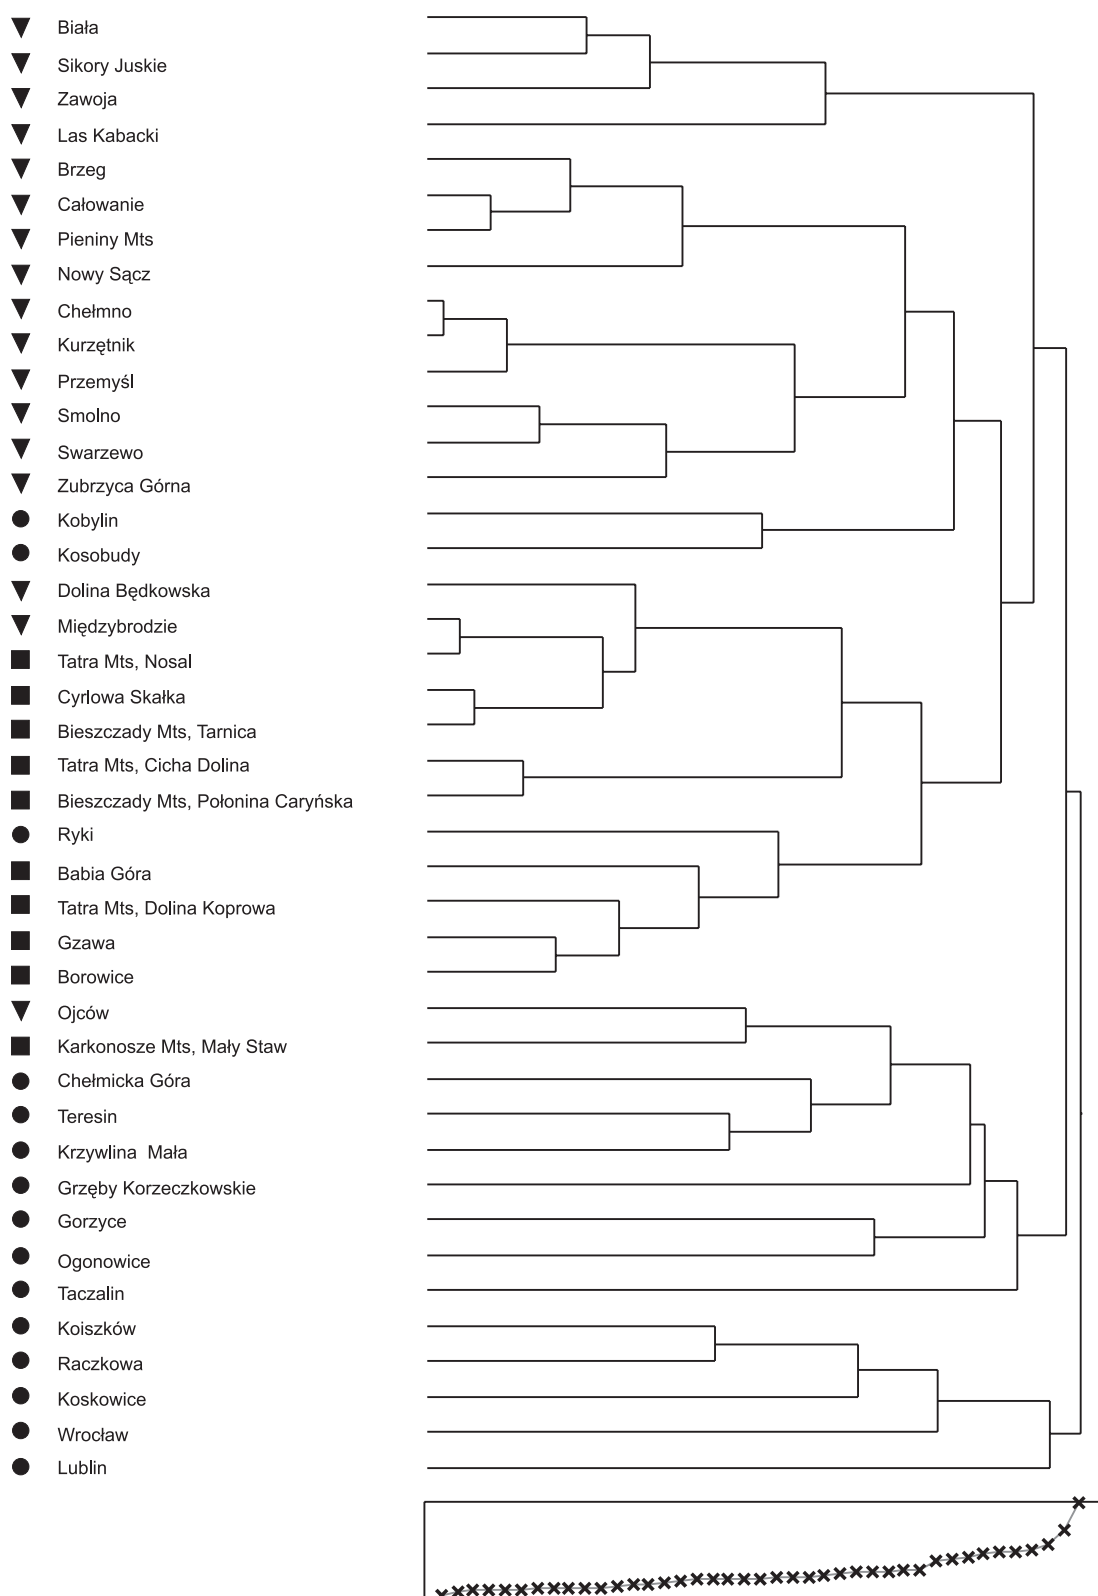 Biała
Sikory Juskie
Zawoja
Las Kabacki
Brzeg
Całowanie
Pieniny Mts
Nowy Sącz
Chełmno
Kurzętnik
Przemyśl
Smolno
Swarzewo
Zubrzyca Górna
Kobylin
Kosobudy
Dolina Będkowska
Międzybrodzie
Tatra Mts, Nosal
Cyrlowa Skałka
Bieszczady Mts, Tarnica
Tatra Mts, Cicha Dolina
Bieszczady Mts, Połonina Caryńska
Ryki
Babia Góra
Tatra Mts, Dolina Koprowa
Gzawa
Borowice
Ojców
Karkonosze Mts, Mały Staw
Chełmicka Góra
Teresin
Krzywlina Mała
Grzęby Korzeczkowskie
Gorzyce
Ogonowice
Taczalin
Koiszków
Raczkowa
Koskowice
Wrocław
Lublin